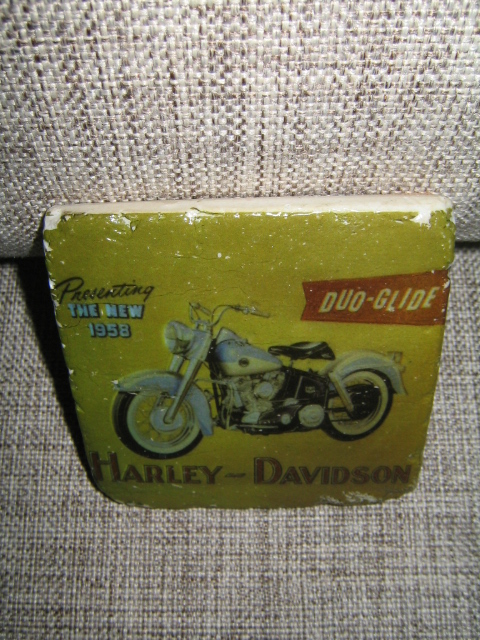 Presenting
THE NEW
1958
DUO-GLIDE
HARLEY-DAVIDSON